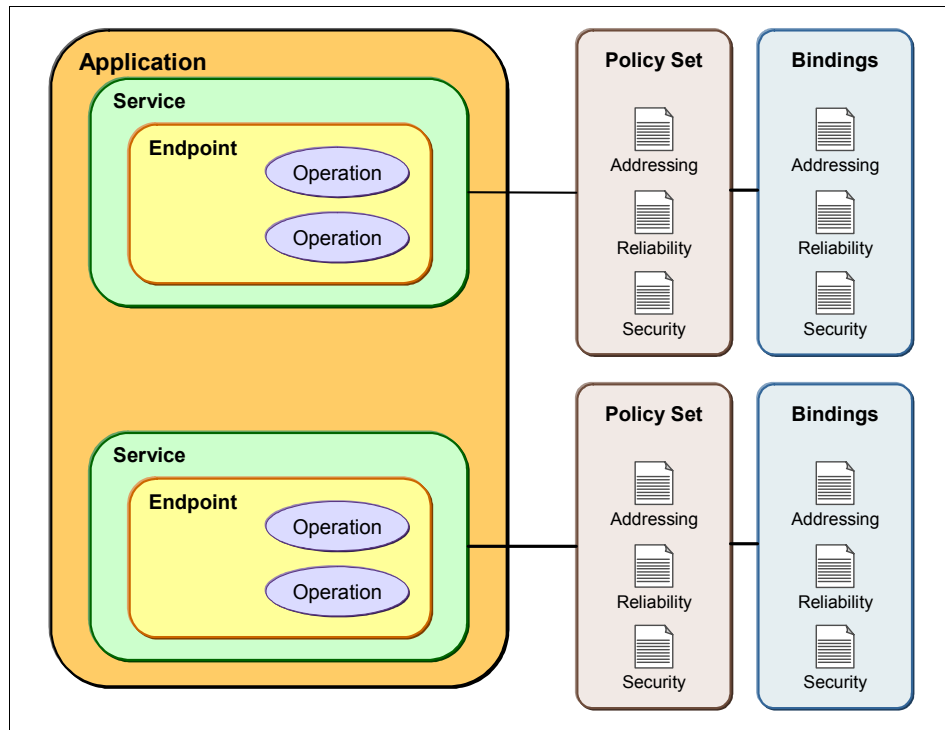 Application
Service
Endpoint
Operation
Operation
Policy Set
Addressing
Reliability
Security
Bindings
Addressing
Reliability
Security
Service
Endpoint
Operation
Operation
Policy Set
Addressing
Reliability
Security
Bindings
Addressing
Reliability
Security